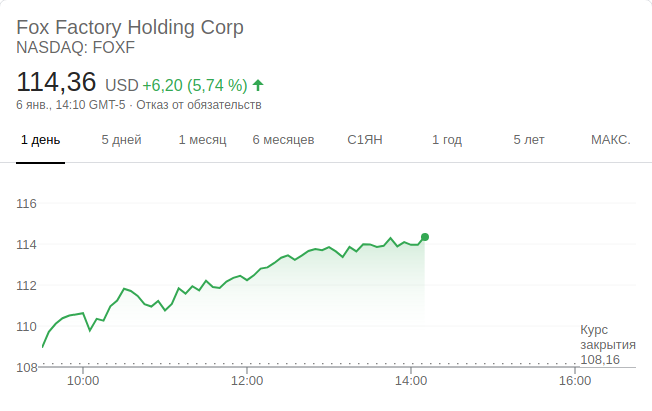 Fox Factory Holding Corp
NASDAQ: FOXF
114,36 USD +6,20 (5,74 %)
6 янв., 14:10 GMT-5 · Отказ от обязательств
1 день 5 дней 1 месяц 6 месяцев С1ЯН 1 год 5 лет МАКС.
116
114
112
110
108
Курс
закрытия
108,16
10:00 12:00 14:00 16:00